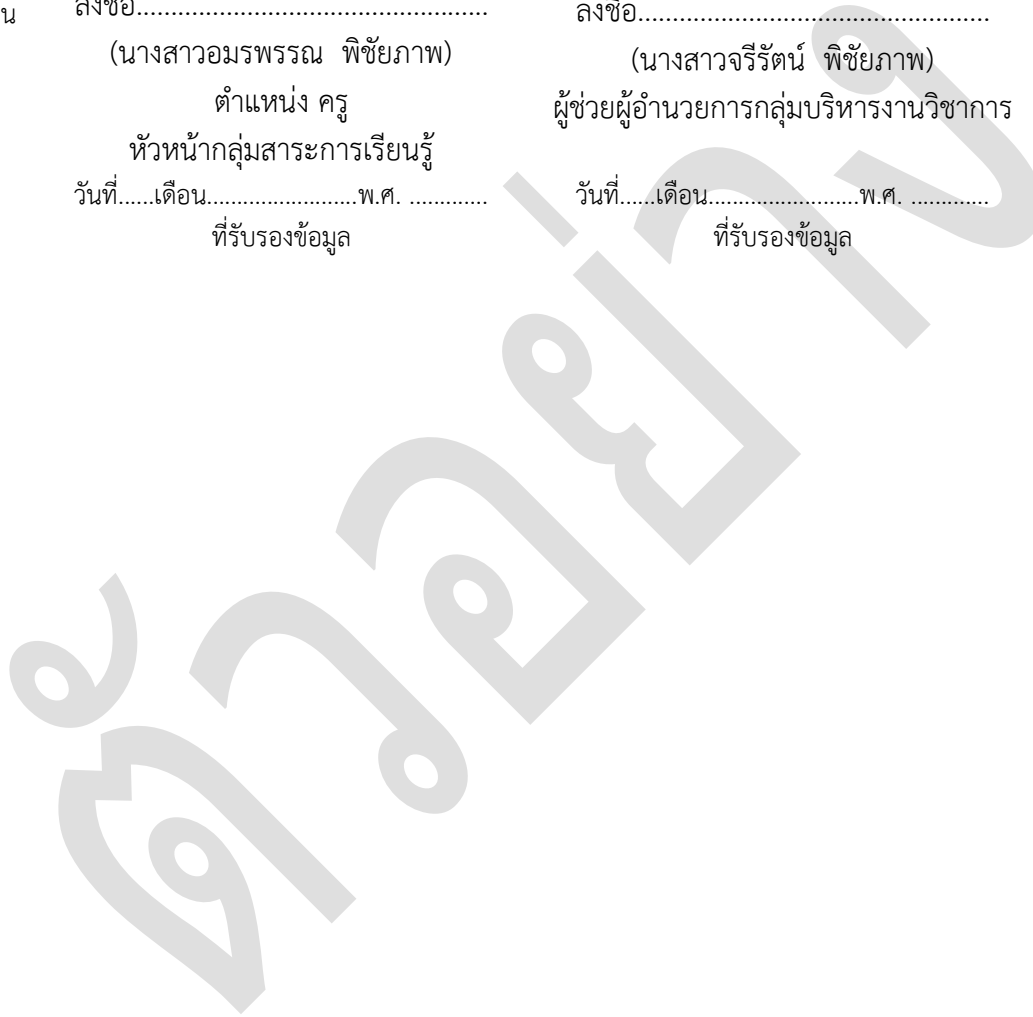 น
ลงชื่อ...................................................
(นางสาวอมรพรรณ พิชัยภาพ)
ตำแหน่ง ครู
หัวหน้ากลุ่มสาระการเรียนรู้
วันที่......เดือน.........................พ.ศ. .............
ที่รับรองข้อมูล
ลงชื่อ...................................................
(นางสาวจรีรัตน์ พิชัยภาพ)
ผู้ช่วยผู้อำนวยการกลุ่มบริหารงานวิชาการ
วันที่......เดือน.........................พ.ศ. .............
ที่รับรองข้อมูล
ตัวอย่าง